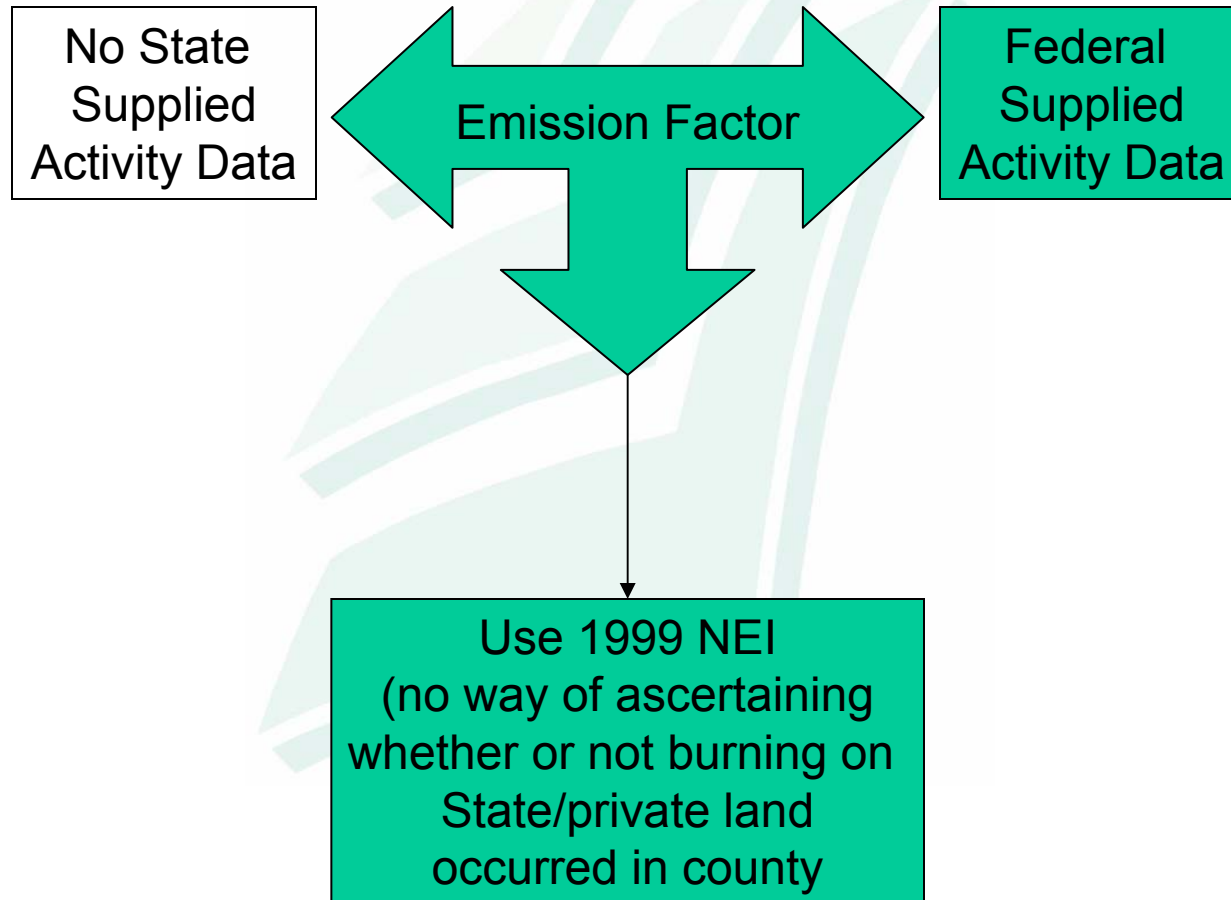 No State
Supplied
Activity Data
Emission Factor
Federal
Supplied
Activity Data
Use 1999 NEI
(no way of ascertaining
whether or not burning on
State/private land
occurred in county